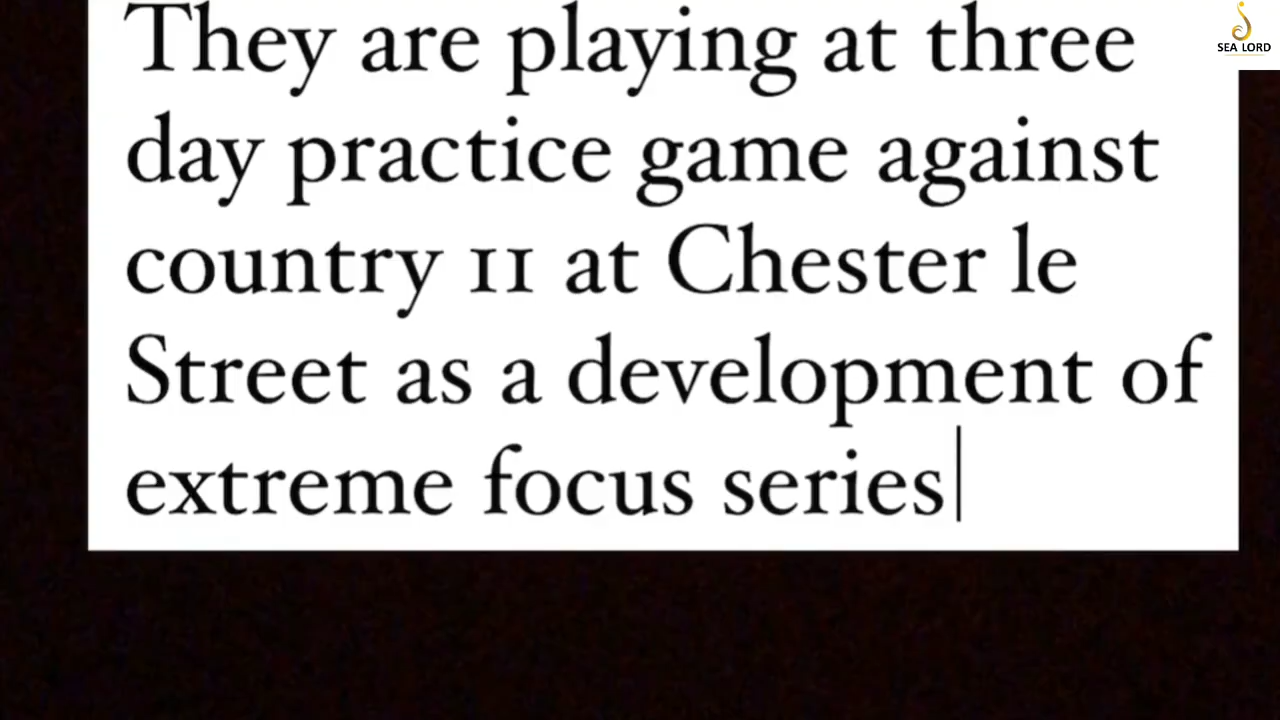 They are playing at three
day practice game against
country 11 at Chester le
Street as a development of
extreme focus series
SEA LORD